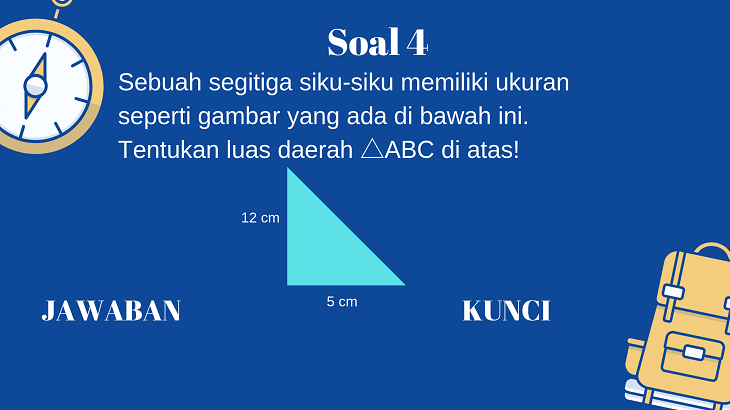 Soal 4
Sebuah segitiga siku-siku memiliki ukuran
seperti gambar yang ada di bawah ini.
Tentukan luas daerah △ABC di atas!
12 cm
5 cm
JAWABAN
KUNCI